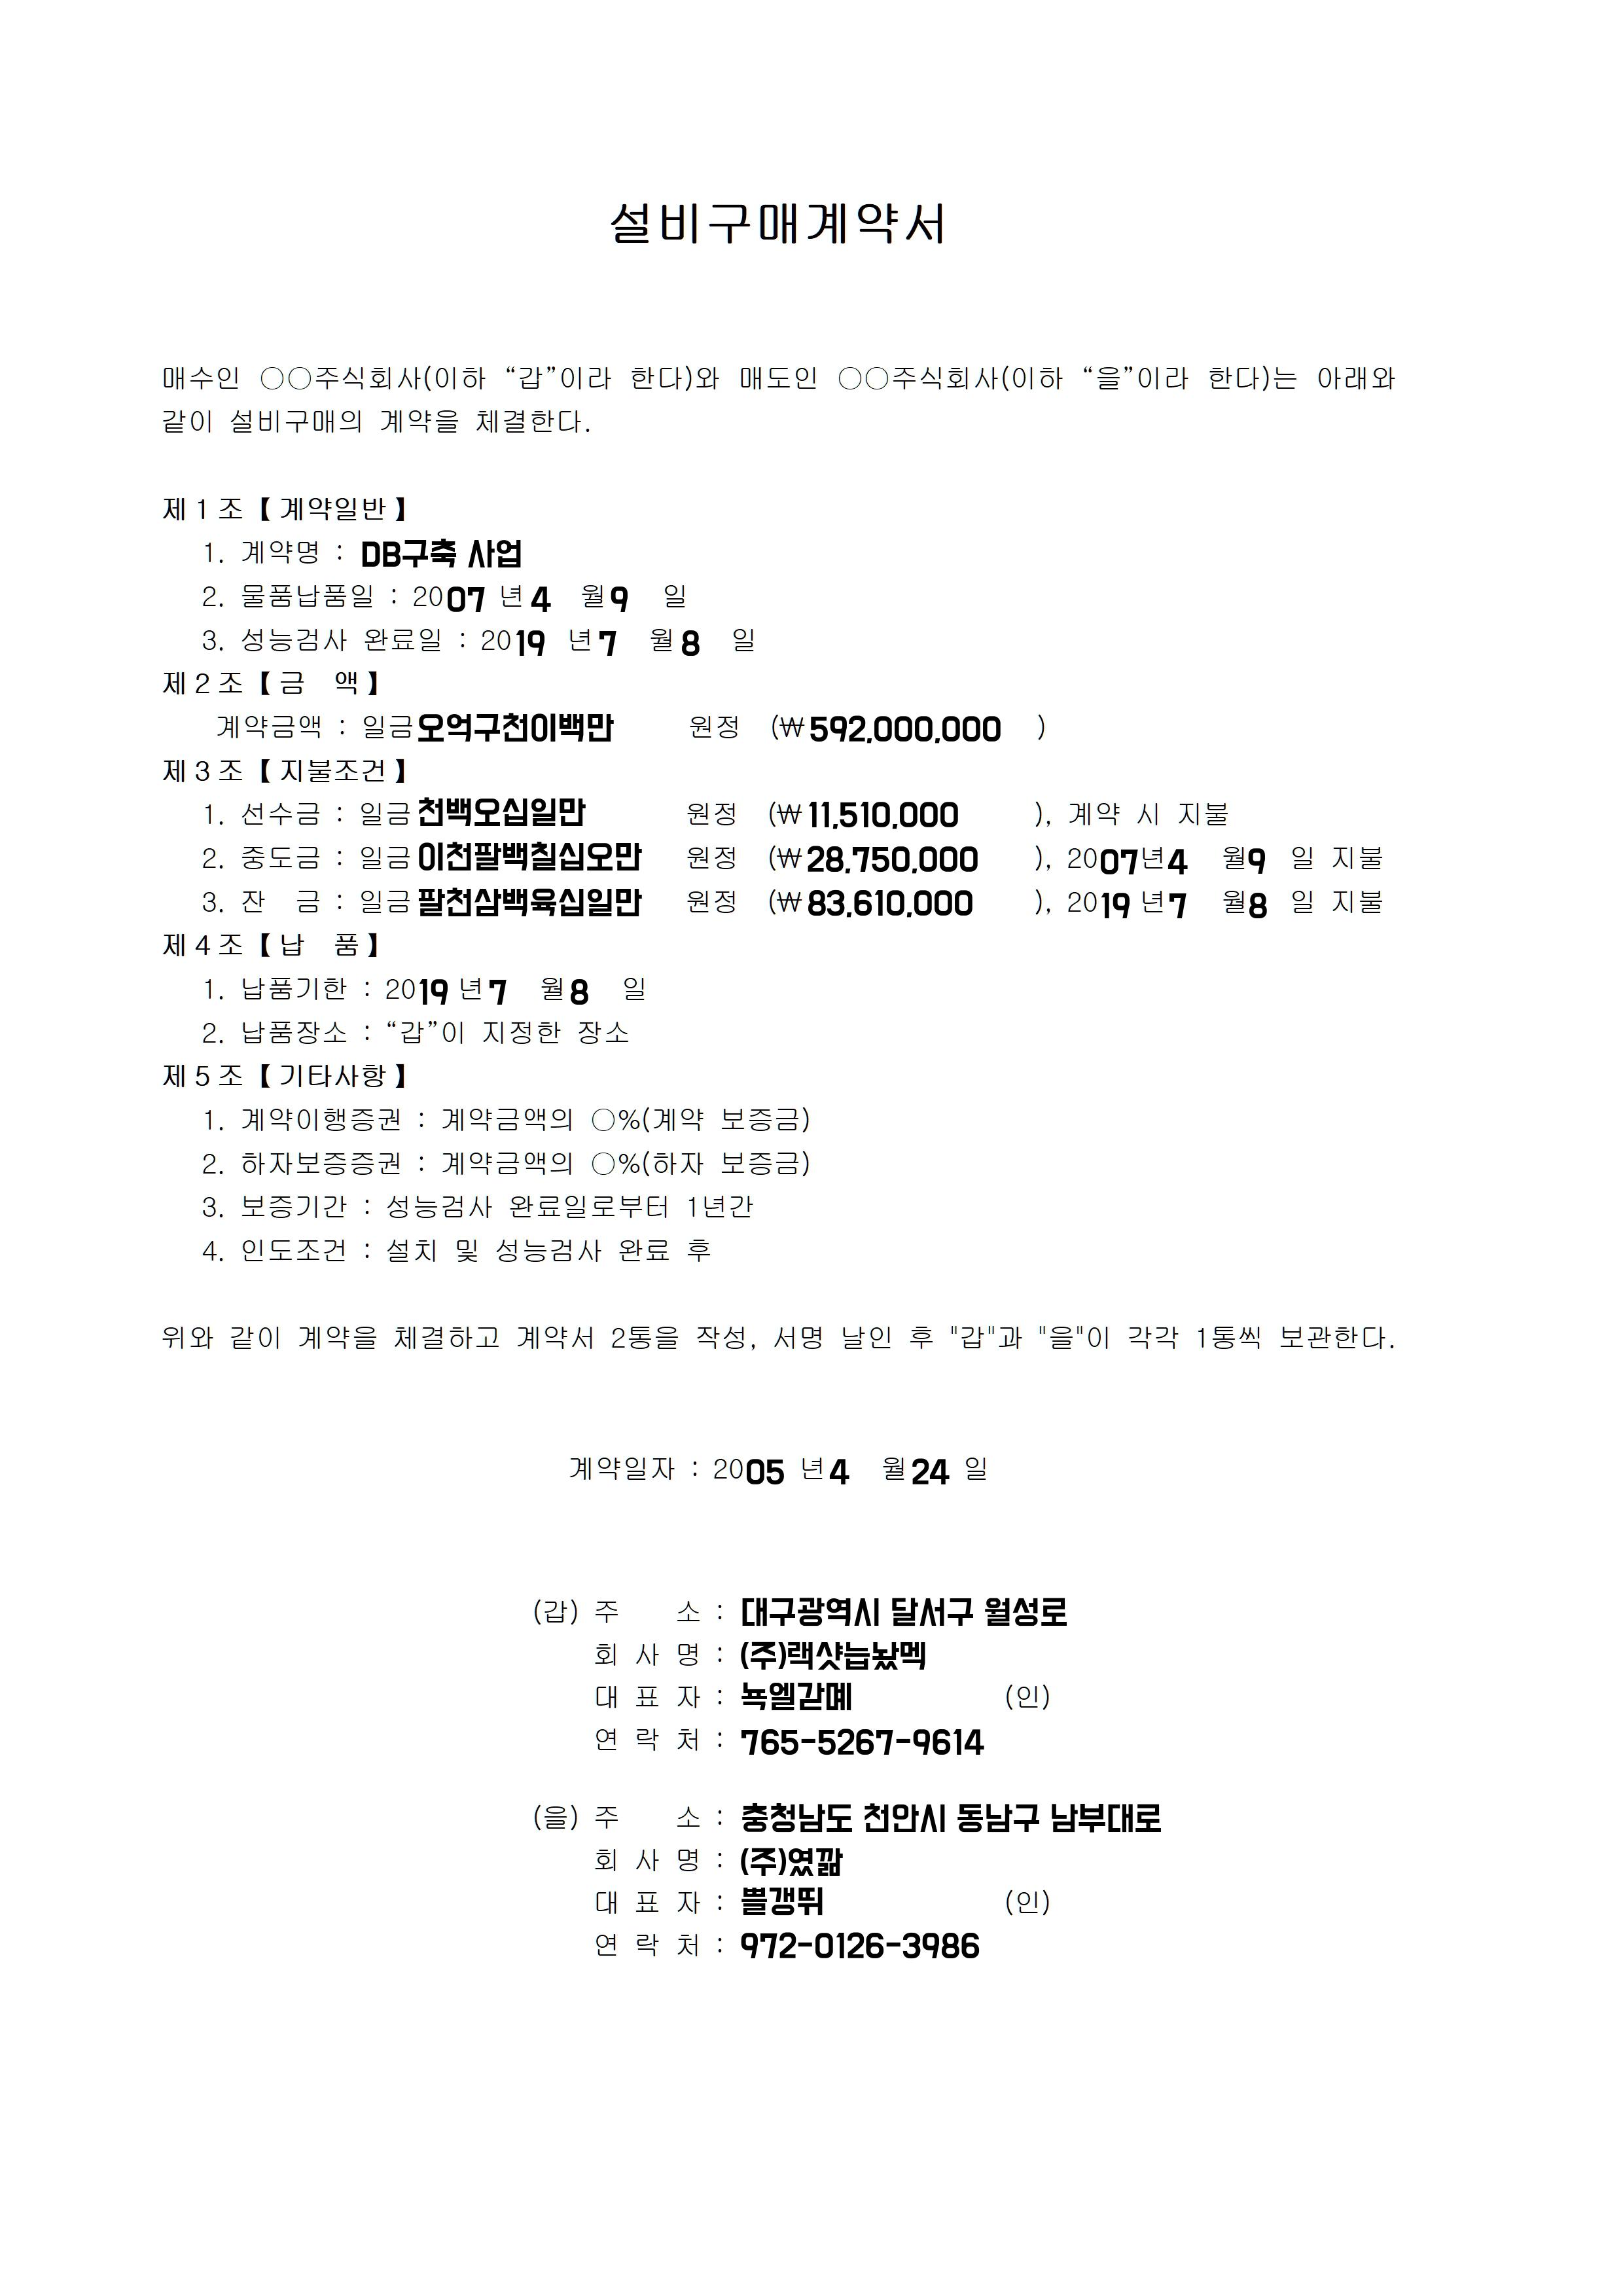 설비구매계약서
매수인 ○○주식회사(이하 “갑”이라 한다)와 매도인 ○○주식회사(이하 “을”이라 한다)는 아래와
같이 설비구매의 계약을 체결한다.
제 1 조【 계약일반 】
1. 계약명 : DB구축 사업
2. 물품납품일 : 2007 년 4 월 9 일
3. 성능검사 완료일 : 2019 년 7 월 8 일
제 2 조【 금 액 】
계약금액 : 일금 오억구천이백만 원정 (₩592,000,000 )
제 3 조【 지불조건 】
1. 선수금 : 일금 천백오십일만 원정 (₩11,510,000 ), 계약 시 지불
2. 중도금 : 일금 이천팔백칠십오만 원정 (₩28,750,000 ), 2007년 4 월 9 일 지불
3. 잔 금 : 일금 팔천삼백육십일만 원정 (₩83,610,000 ), 2019 년 7 월 8 일 지불
제 4 조【 납 품 】
1. 납품기한 : 2019 년 7 월 8 일
2. 납품장소 : “갑”이 지정한 장소
제 5 조【 기타사항 】
1. 계약이행증권 : 계약금액의 ○%(계약 보증금)
2. 하자보증증권 : 계약금액의 ○%(하자 보증금)
3. 보증기간 : 성능검사 완료일로부터 1년간
4. 인도조건 : 설치 및 성능검사 완료 후
위와 같이 계약을 체결하고 계약서 2통을 작성, 서명 날인 후 "갑"과 "을"이 각각 1통씩 보관한다.
계약일자 : 2005 년 4 월 24 일
(갑) 주 소 : 대구광역시 달서구 월성로
회 사 명 :
대 표 자 : (인)
연 락 처 : 765-5267-9614
(을) 주 소 : 충청남도 천안시 동남구 남부대로
회 사 명 : (주)엾깖
대 표 자 : 쁠갱뛰 (인)
연 락 처 : 972-0126-3986